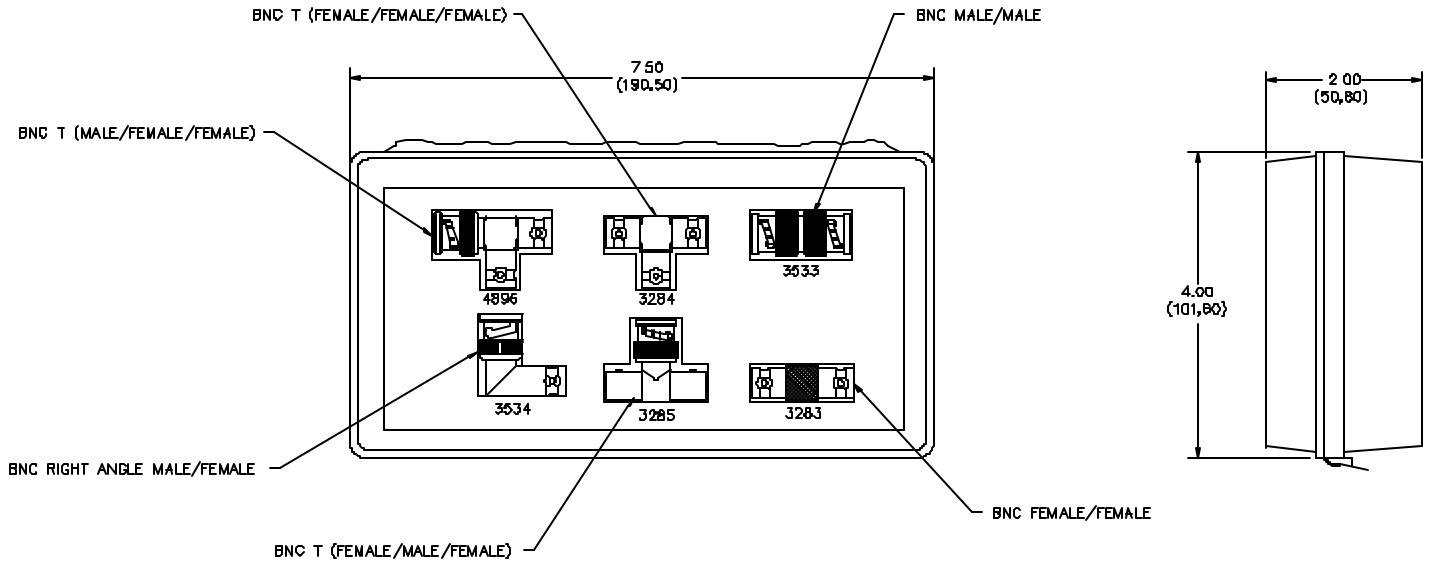 BNC T (FEMALE/FEMALE/FEMALE)
BNC MALE/MALE
7.50
(190.50)
2.00
(50,80)
BNC T (MALE/FEMALE/FEMALE)
4896
3284
3533
4.00
(101,60)
3534
3285
3283
BNC RIGHT ANGLE MALE/FEMALE
BNC FEMALE/FEMALE
BNC T (FEMALE/MALE/FEMALE)